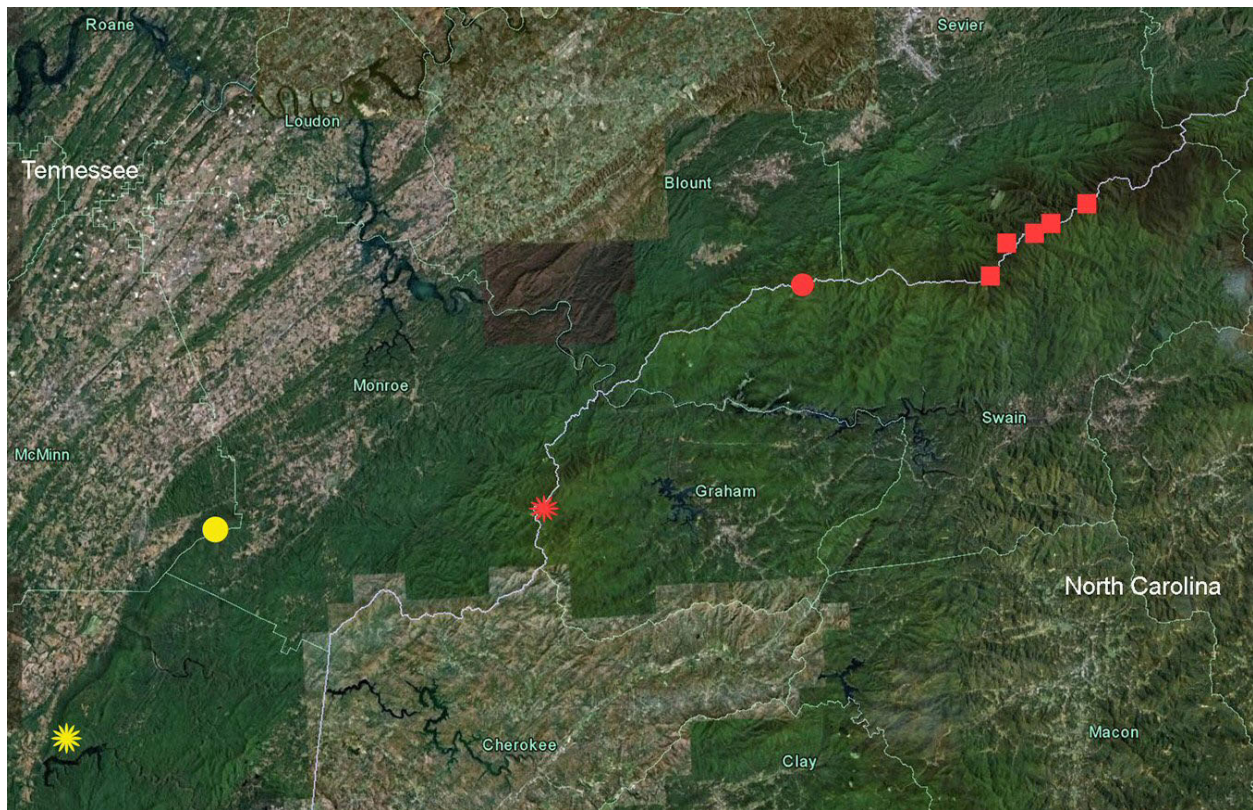 Roane
Sevier
Loudon
Tennessee
Blount
Monroe
Swain
McMinn
Graham
North Carolina
Macon
Cherokee
Clay